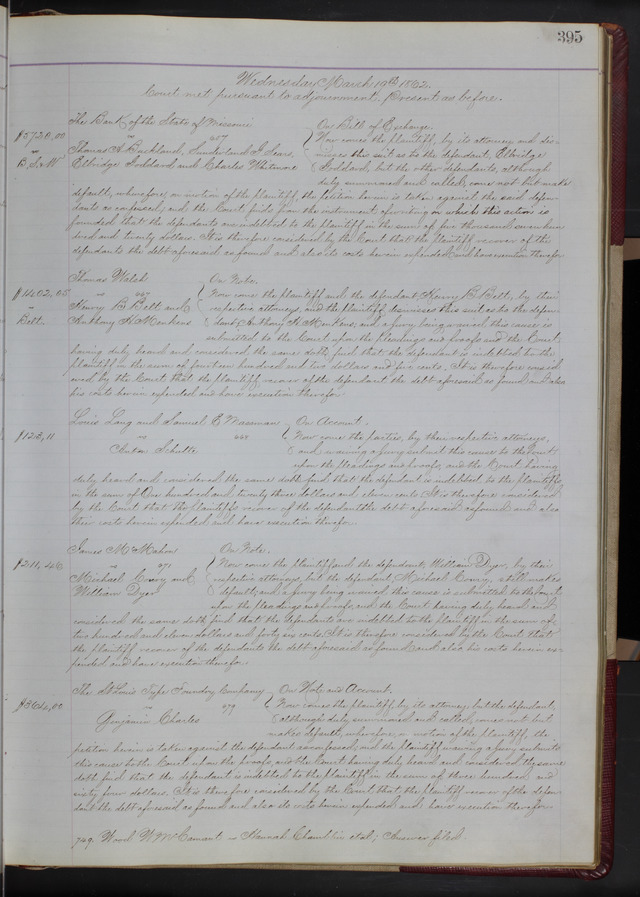 395
Wednesday March 19th 1862.
Court met pursuant to adjournment. Present as before.
The Bank of the State of Missouri
On Bill of Exchange.
$5720.00
vs
Now comes the plaintiff, by its attorney and dis-
Thomas A Buckland, Sunderland G Sears,
misses this suit as to the defendant, Elbridge
Elbridge Goddard and Charles Whitmore
Goddard, but the other defendants, although
duly summoned and called, come not but make
default, wherefore, on motion of the plaintiff, the petition herein is taken against the said defen-
dants as confessed, and the Court finds from the instrument of writing on which this action is
founded that the defendants are indebted to the plaintiff in the sum of five thousand seven hun
dred and twenty dollars. It is therefore considered by the Court that the plaintiff recover of the
defendants the debt aforesaid as found and also its costs herein expended and have execution therefor
Thomas Walsh
On Note.
$1402.05
vs
Now come the plaintiff and the defendant Henry B Belt, by their
Henry B Belt and
respective attorneys, and the plaintiff dismisses this suit as to the defen-
Belt.
Anthony H Menkens
dant, Anthony H Menkens; and a jury being waived this cause is
submitted to the Court upon the pleadings and proofs and the Court,
having duly heard and considered the same doth find that the defendant is indebted to the
plaintiff in the sum of fourteen hundred and two dollars and five cents. It is therefore consid
ered by the Court that the plaintiff recover of the defendant the debt aforesaid as found and also
his costs herein expended and have execution therefor
Louis Lang and Samuel E Wassman
On Account.
$123,11
vs
Now come the parties, by their respective attorneys,
Anton Schulte
and waiving a jury submit this cause to the Court
upon the pleadings and proofs, and the Court having
duly heard and considered the same doth find that the defendant is indebted to the plaintiffs
in the sum of One hundred and twenty three dollars and eleven cents It is therefore considered
by the Court that the plaintiffs recover of the defendant the debt aforesaid as found and also
their costs herein expended and have execution therefor.
James McMahon
On Note.
$211,46
vs 971
Now come the plaintiff and the defendant, William Dyer, by their
Michael Conry and
respective attorneys, but the defendant, Michael Conry, still makes
William Dyer
default; and a jury being waived this cause is submitted to the Court
upon the pleadings and proofs, and the Court having duly heard and
considered the same doth find that the defendants are indebted to the plaintiff in the sum of
two hundred and eleven dollars and forty six cents. It is therefore considered by the Court that
the plaintiff recover of the defendants the debt aforesaid as found and also his costs herein ex-
pended and have execution therefor.
The St Louis Type Foundry Company
On Note and Account.
$364,00
vs 979
Now comes the plaintiff, by its attorney, but the defendant,
Benjamin Charles
although duly summoned and called, comes not but
makes default, wherefore, on motion of the plaintiff, the
petition herein is taken against the defendant as confessed, and the plaintiff waiving a jury submits
this cause to the Court upon the proofs, and the Court having duly heard and considered the same
doth find that the defendant is indebted to the plaintiff in the sum of three hundred and
sixty four dollars. It is therefore considered by the Court that the plaintiff recover of the defen
dant the debt aforesaid as found and also its costs herein expended and have execution therefor
749. Wood vs Hannah Chamblin et al; Answer filed